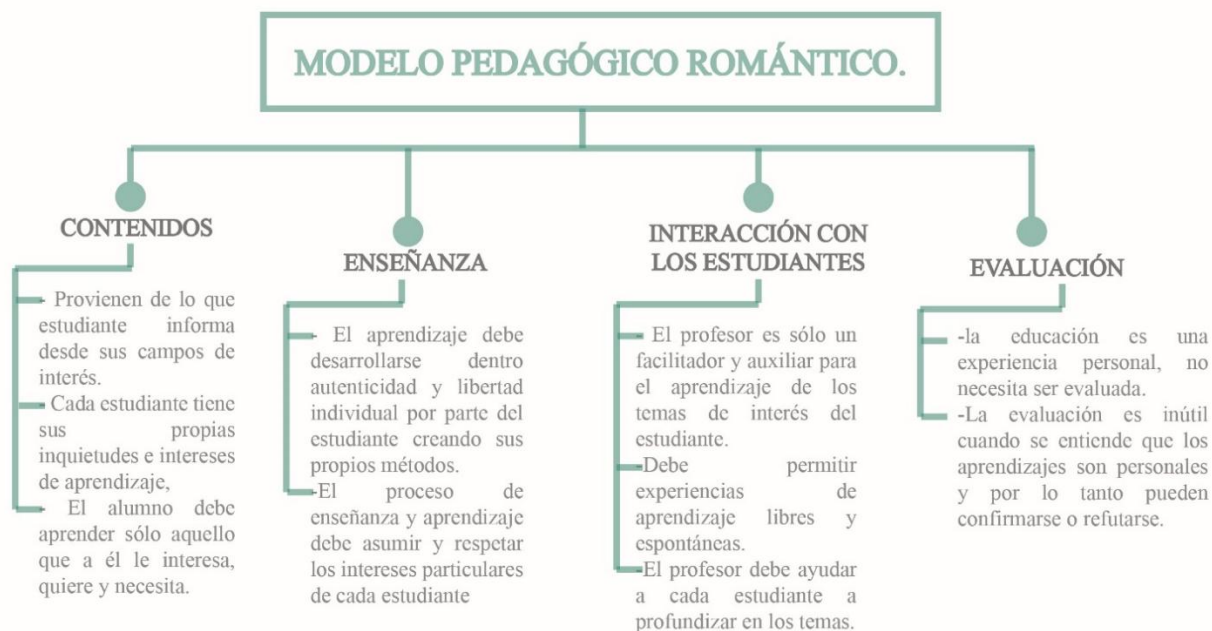 MODELO PEDAGÓGICO ROMÁNTICO.
CONTENIDOS
- Provienen de lo que
estudiante informa
desde sus campos de
interés.
- Cada estudiante tiene
sus propias
inquietudes e intereses
de aprendizaje,
- El alumno debe
aprender sólo aquello
que a él le interesa,
quiere y necesita.
ENSEÑANZA
- El aprendizaje debe
desarrollarse dentro
autenticidad y libertad
individual por parte del
estudiante creando sus
propios métodos.
-El proceso de
enseñanza y aprendizaje
debe asumir y respetar
los intereses particulares
de cada estudiante
INTERACCIÓN CON
LOS ESTUDIANTES
- El profesor es sólo un
facilitador y auxiliar para
el aprendizaje de los
temas de interés del
estudiante.
-Debe permitir
experiencias de
aprendizaje libres y
espontáneas.
-El profesor debe ayudar
a cada estudiante a
profundizar en los temas.
EVALUACIÓN
-la educación es una
experiencia personal, no
necesita ser evaluada.
-La evaluación es inútil
cuando se entiende que los
aprendizajes son personales
y por lo tanto pueden
confirmarse o refutarse.